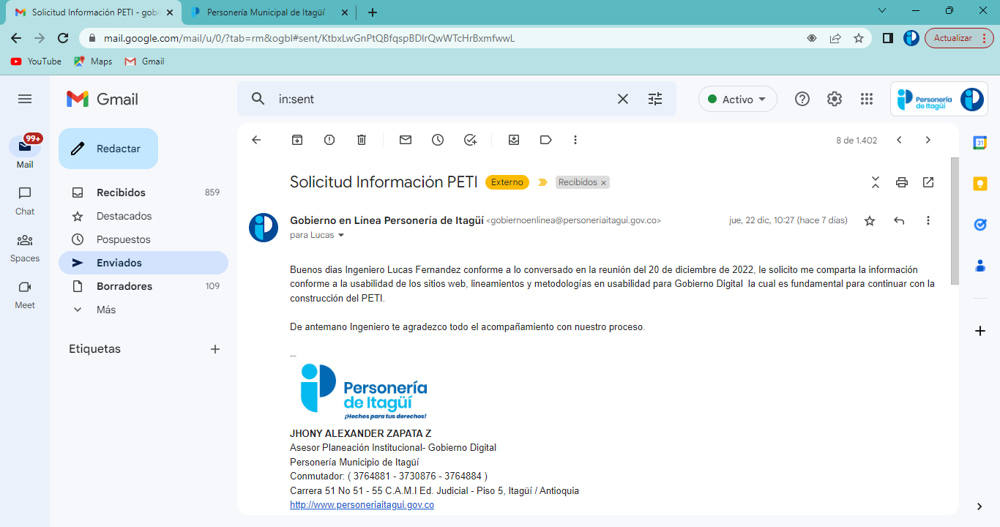 Solicitud Información PETI - gobi
Personería Municipal de Itagüí
mail.google.com/mail/u/0/?tab=rm&ogbl#sent/KtbxLwGnPtQBfqspBDlrQwWTcHrBxmfwwL
Actualizar
YouTube
Maps
Gmail
Gmail
in:sent
Activo
Personería
de Itagüí
99+
Mail
Chat
Spaces
Meet
Redactar
Recibidos 859
Destacados
Pospuestos
Enviados
Borradores 109
Más
Etiquetas
8 de 1.402
31
Solicitud Información PETI Externo Recibidos
Gobierno en Línea Personería de Itagüí <gobiernoenlinea@personeriaitagui.gov.co> jue, 22 dic, 10:27 (hace 7 días)
para Lucas
Buenos días Ingeniero Lucas Fernandez conforme a lo conversado en la reunión del 20 de diciembre de 2022, le solicito me comparta la información
conforme a la usabilidad de los sitios web, lineamientos y metodologías en usabilidad para Gobierno Digital la cual es fundamental para continuar con la
construcción del PETI.
De antemano Ingeniero te agradezco todo el acompañamiento con nuestro proceso.
--
Personería
de Itagüí
¡Hechos para tus derechos!
JHONY ALEXANDER ZAPATA Z
Asesor Planeación Institucional- Gobierno Digital
Personería Municipio de Itagüí
Conmutador: ( 3764881 - 3730876 - 3764884 )
Carrera 51 No 51 - 55 C.A.M.I Ed. Judicial - Piso 5, Itagüí / Antioquia
http://www.personeriaitagui.gov.co